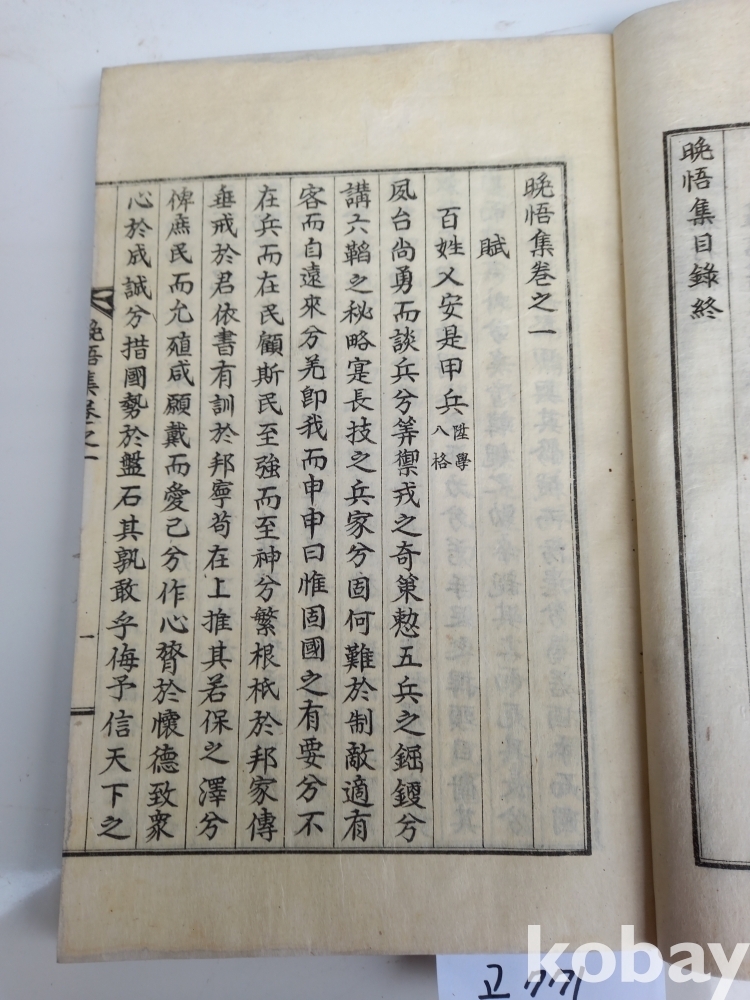 晩悟集目錄終
晩悟集卷之一
賦
百姓乂安是甲兵 陞學八格
夙台尚勇而談兵兮筭禦戎之奇策愸五兵之鋸鍐兮
講六韜之秘略寔長技之兵家兮固何難於制敵適有
客而自遠來兮羌卽我而申申曰惟固國之有要兮不
在兵而在民顧斯民至強而至神兮繁根柢於邦家傳
垂戒於君依書有訓於邦寧苟在上推其若保之澤兮
俾庶民而允殖咸願戴而愛己兮作心膂於懷德致衆
心於成誠兮措國勢於盤石其孰敢乎侮予信天下之
晩悟集卷之一
一
kobay
고 771